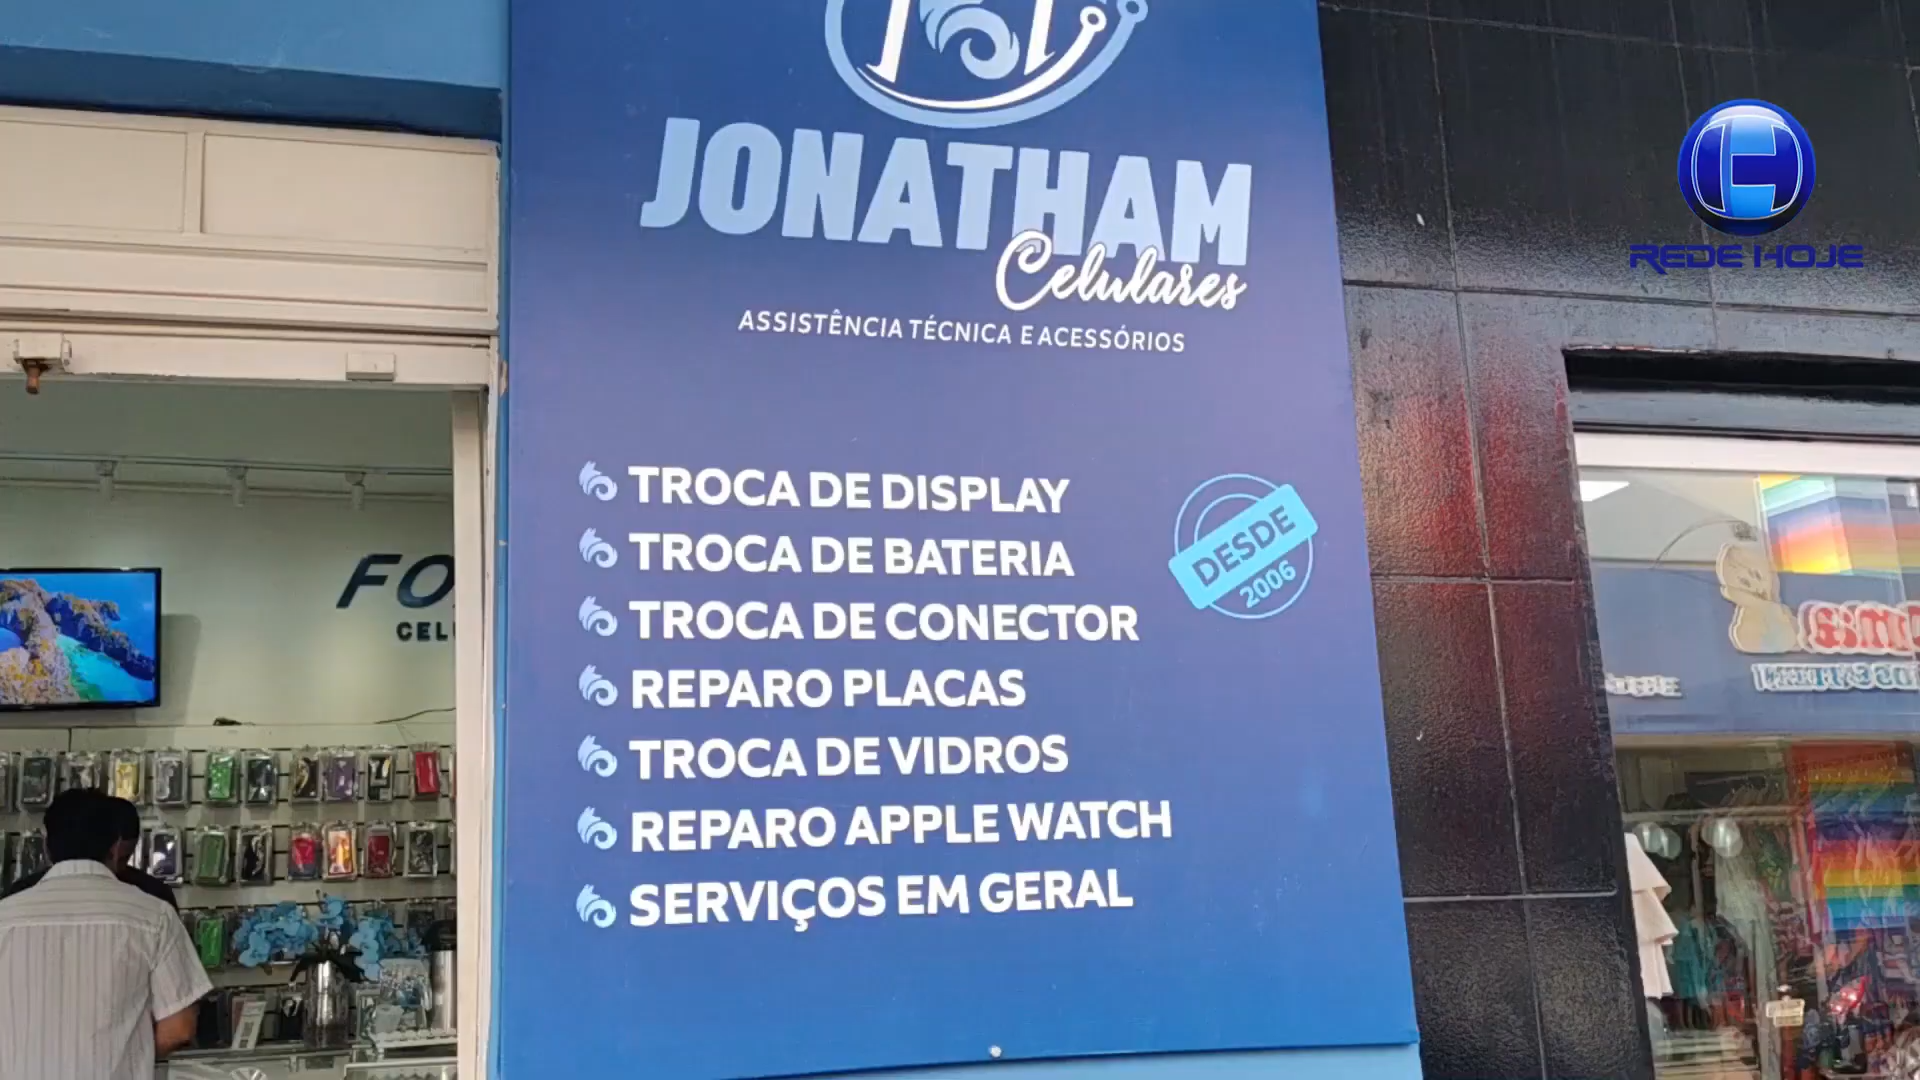 JONATHAM
Celulares
ASSISTÊNCIA TÉCNICA E ACESSÓRIOS
TROCA DE DISPLAY
TROCA DE BATERIA
TROCA DE CONECTOR
REPARO PLACAS
TROCA DE VIDROS
REPARO APPLE WATCH
SERVIÇOS EM GERAL
DESDE
2006
REDE HOJE